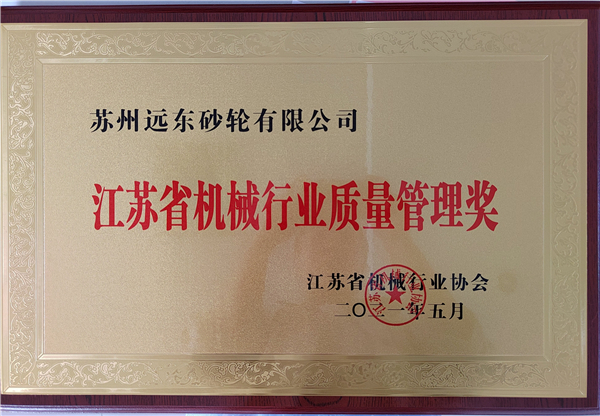 苏州远东砂轮有限公司
江苏省机械行业质量管理奖
江苏省机械行业协会
二〇二一年五月